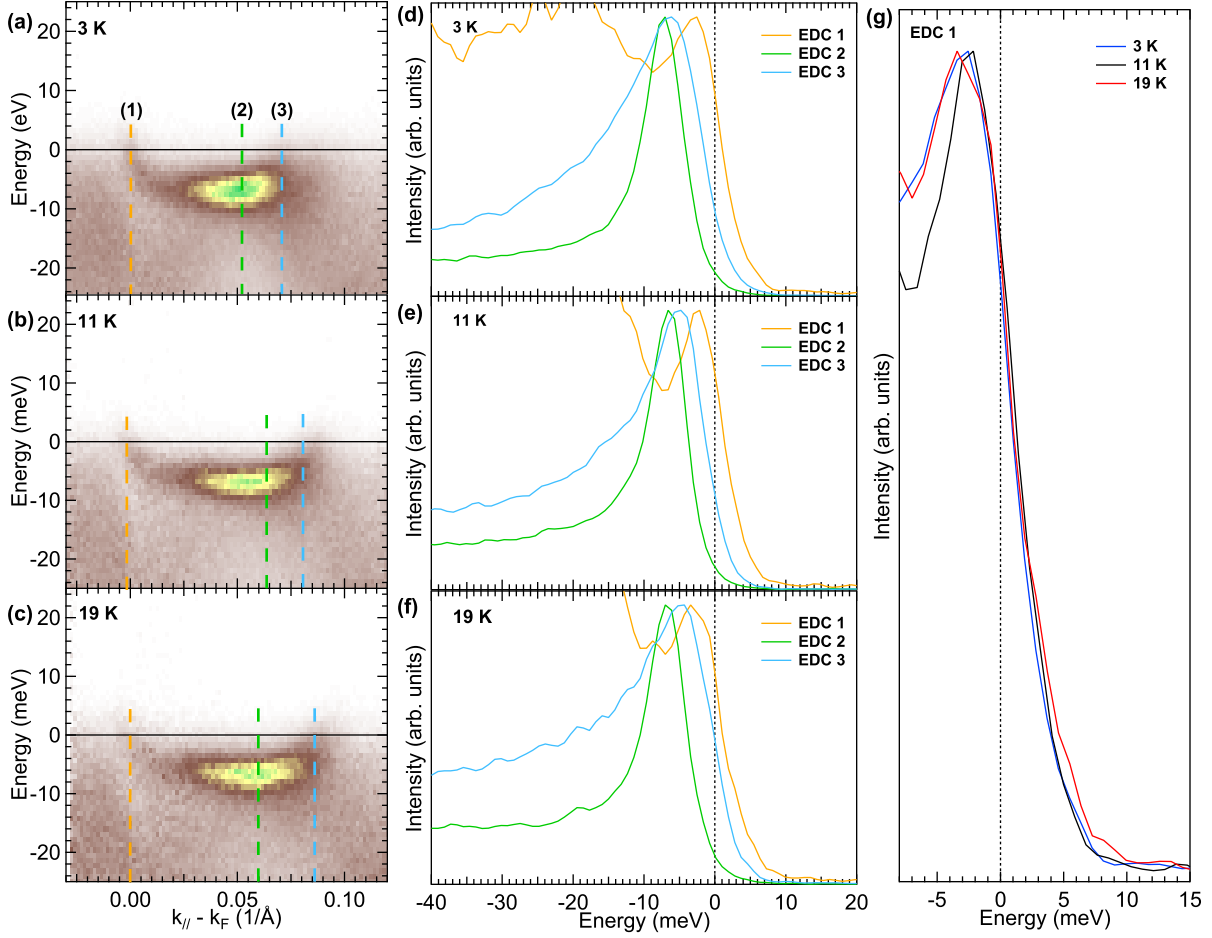 (a)
3 K
(1)
(2)
(3)
20
10
0
-10
-20
Energy (eV)
(b)
11 K
20
10
0
-10
-20
Energy (meV)
(c)
19 K
20
10
0
-10
-20
Energy (meV)
0.00
0.05
0.10
k// - kF (1/Å)
(d)
3 K
EDC 1
EDC 2
EDC 3
Intensity (arb. units)
(e)
11 K
EDC 1
EDC 2
EDC 3
Intensity (arb. units)
(f)
19 K
EDC 1
EDC 2
EDC 3
Intensity (arb. units)
-40
-30
-20
-10
0
10
20
Energy (meV)
(g)
EDC 1
3 K
11 K
19 K
Intensity (arb. units)
-5
0
5
10
15
Energy (meV)